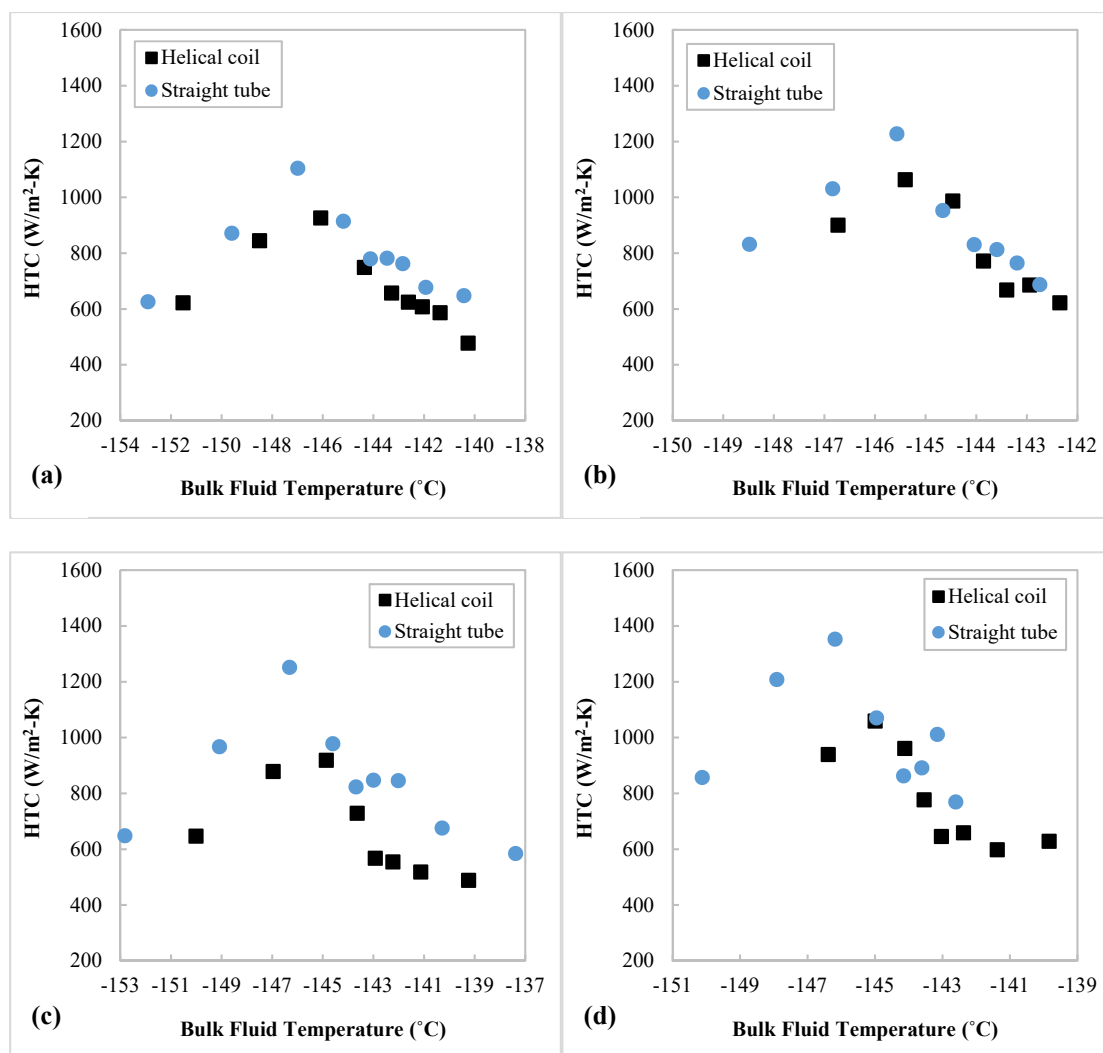 1600
1400
1200
1000
800
600
400
200
HTC (W/m²-K)
Helical coil
Straight tube
-154 -152 -150 -148 -146 -144 -142 -140 -138
Bulk Fluid Temperature (˚C)
(a)
1600
1400
1200
1000
800
600
400
200
HTC (W/m²-K)
Helical coil
Straight tube
-150 -149 -148 -147 -146 -145 -144 -143 -142
Bulk Fluid Temperature (˚C)
(b)
1600
1400
1200
1000
800
600
400
200
HTC (W/m²-K)
Helical coil
Straight tube
-153 -151 -149 -147 -145 -143 -141 -139 -137
Bulk Fluid Temperature (˚C)
(c)
1600
1400
1200
1000
800
600
400
200
HTC (W/m²-K)
Helical coil
Straight tube
-151 -149 -147 -145 -143 -141 -139
Bulk Fluid Temperature (˚C)
(d)